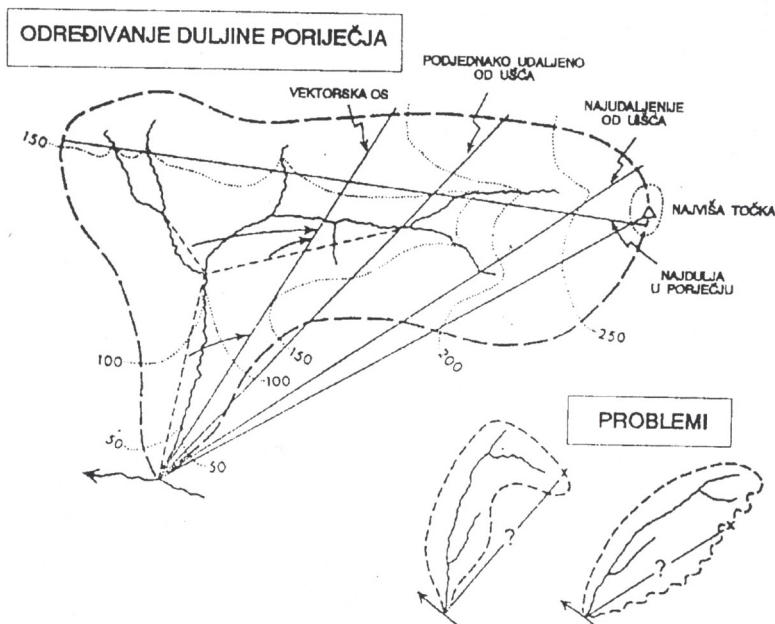 ODREĐIVANJE DULJINE PORIJEČJA
VEKTORSKA OS
PODJEDNAKO UDALJENO
OD UŠĆA
NAJUDALJENIJE
OD UŠĆA
150
NAJVIŠA TOČKA
NAJDULJA
U PORJEČJU
100
150
200
250
100
50
50
PROBLEMI
?
x
?
x